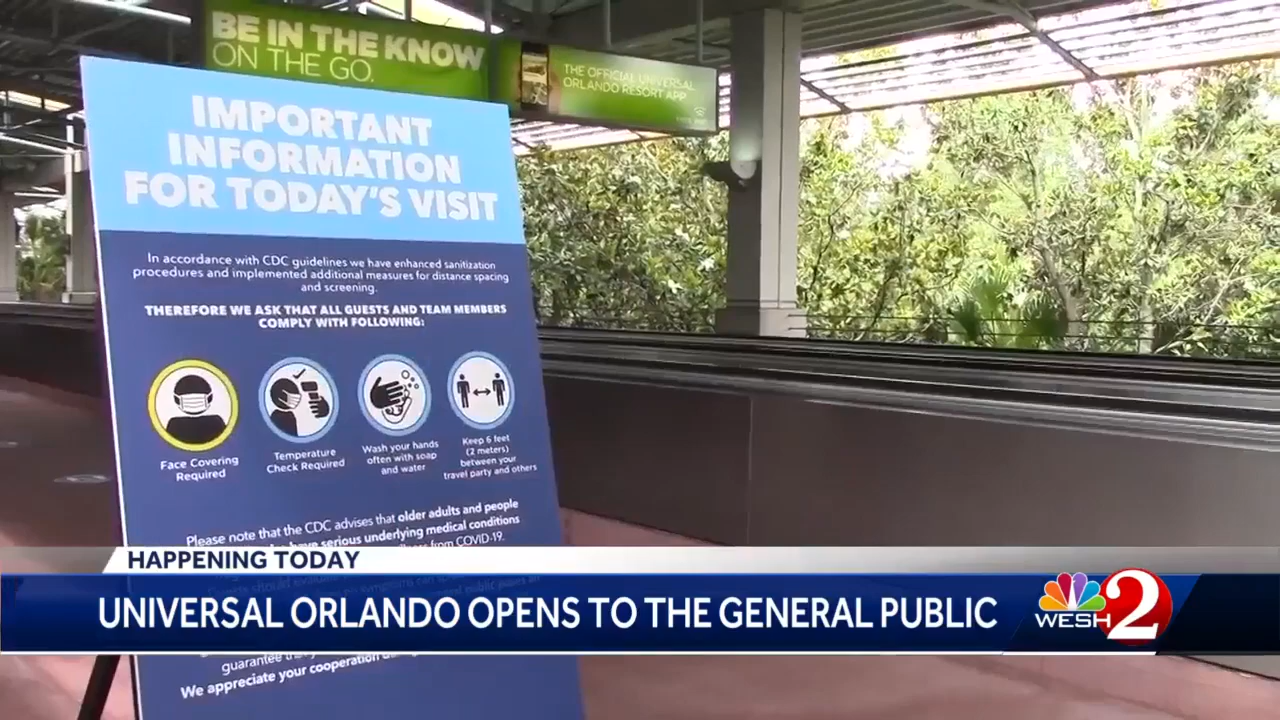 BE IN THE KNOW
ON THE GO.
THE OFFICIAL UNIVERSAL
ORLANDO RESORT APP
IMPORTANT
INFORMATION
FOR TODAY'S VISIT
In accordance with CDC guidelines we have enhanced sanitization
procedures and implemented additional measures for distance spacing
and screening.
THEREFORE WE ASK THAT ALL GUESTS AND TEAM MEMBERS
COMPLY WITH FOLLOWING:
Face Covering
Required
Temperature
Check Required
Wash your hands
often with soap
and water
Keep 6 feet
(2 meters)
between your
travel party and others
Please note that the CDC advises that older adults and people
have serious underlying medical conditions
from COVID-19.
HAPPENING TODAY
UNIVERSAL ORLANDO OPENS TO THE GENERAL PUBLIC
WESH 2
guarantee
We appreciate your cooperation